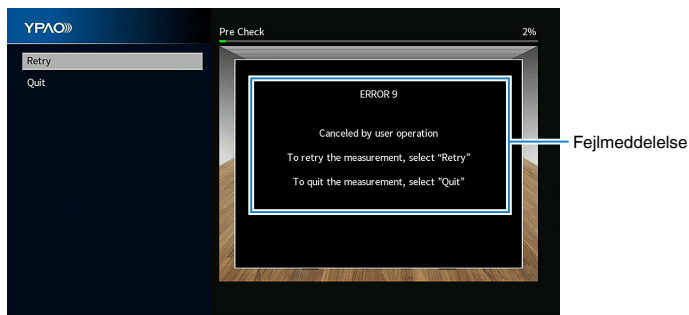 YPAO
Pre Check 2%
Retry
Quit
ERROR 9
Canceled by user operation
To retry the measurement, select “Retry”
To quit the measurement, select ”Quit”
Fejlmeddelelse